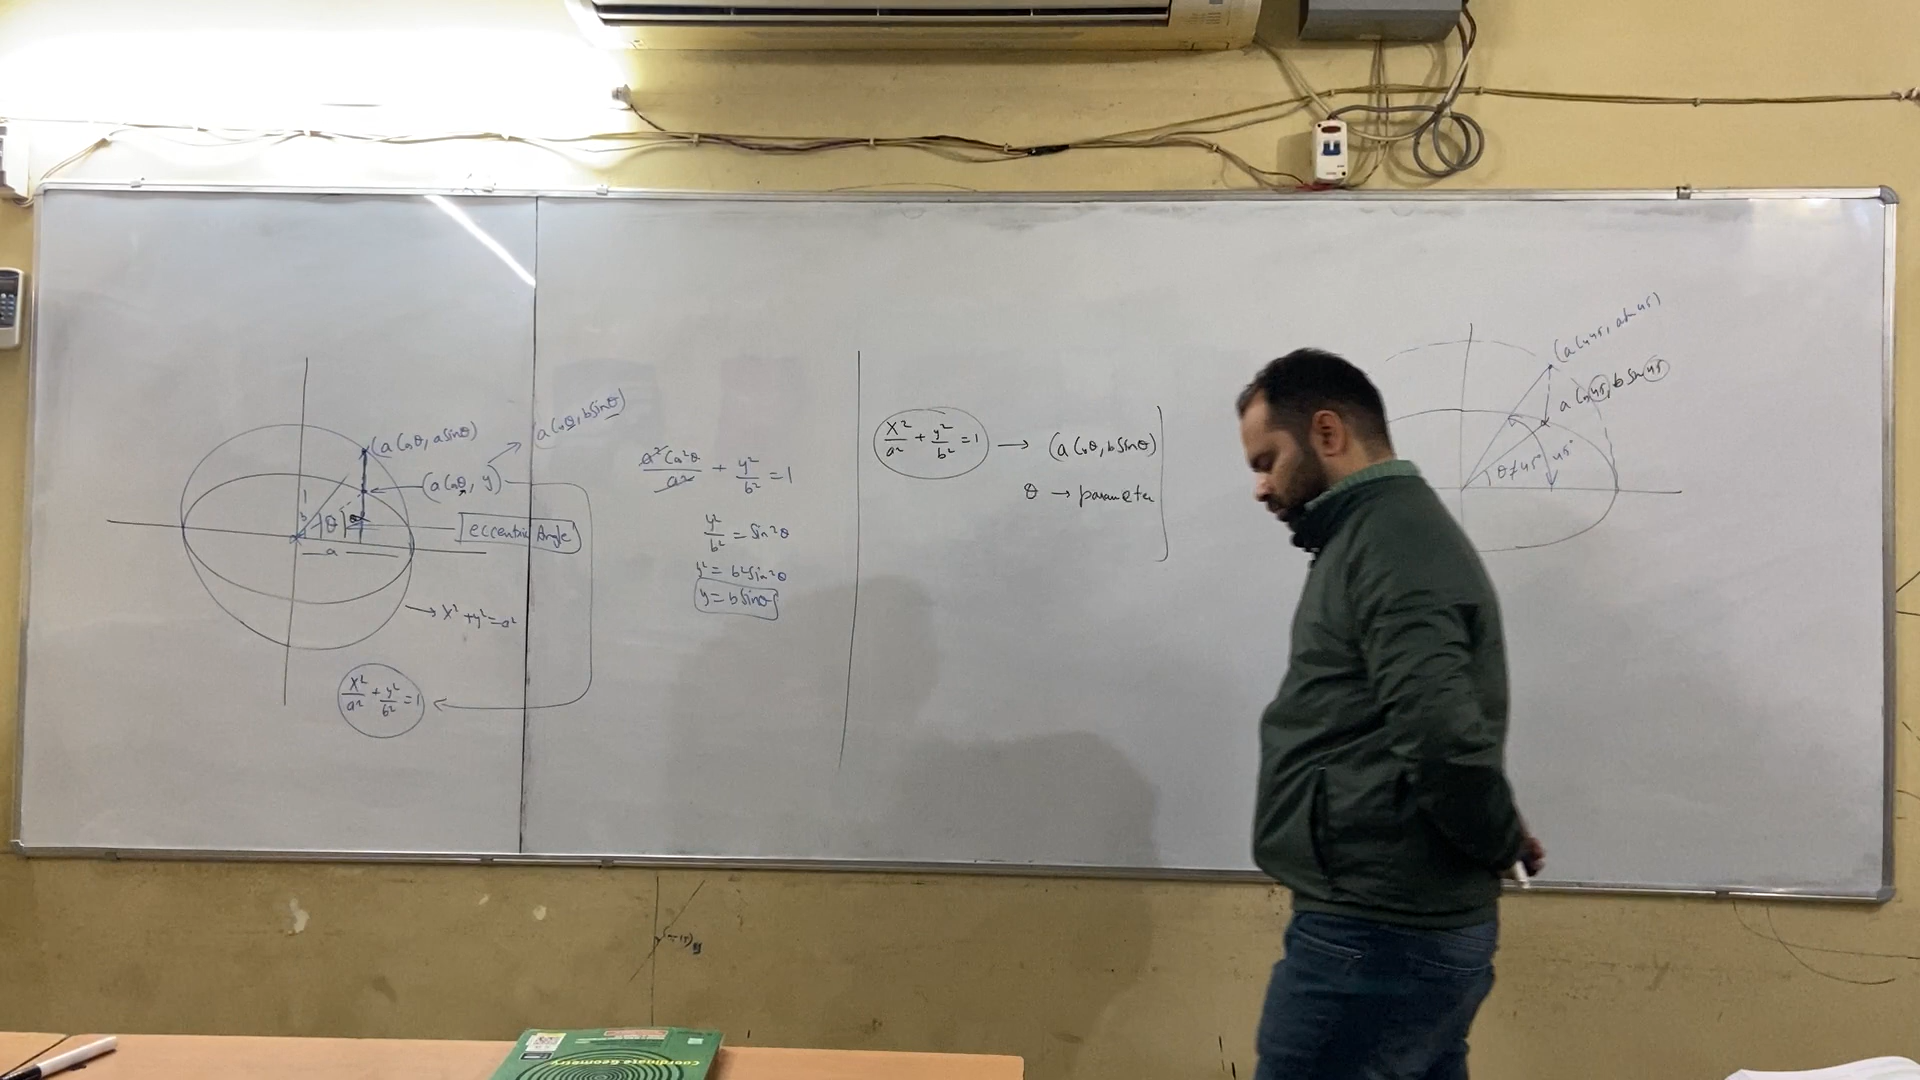 (a Cosθ, a sinθ)
(a Cosθ, y)
(a Cosθ, b sinθ)
b
θ
a
eccentric Angle
→ x² + y² = a²
x²/a² + y²/b² = 1
a² Cos²θ/a² + y²/b² = 1
y²/b² = sin²θ
y² = b² sin²θ
y = b sinθ
x²/a² + y²/b² = 1 → (a Cosθ, b sinθ)
θ → parameter
(a Cos45, a sin45)
a Cos45, b sin45
θ ≠ 45°
45°
Coordinate Geometry